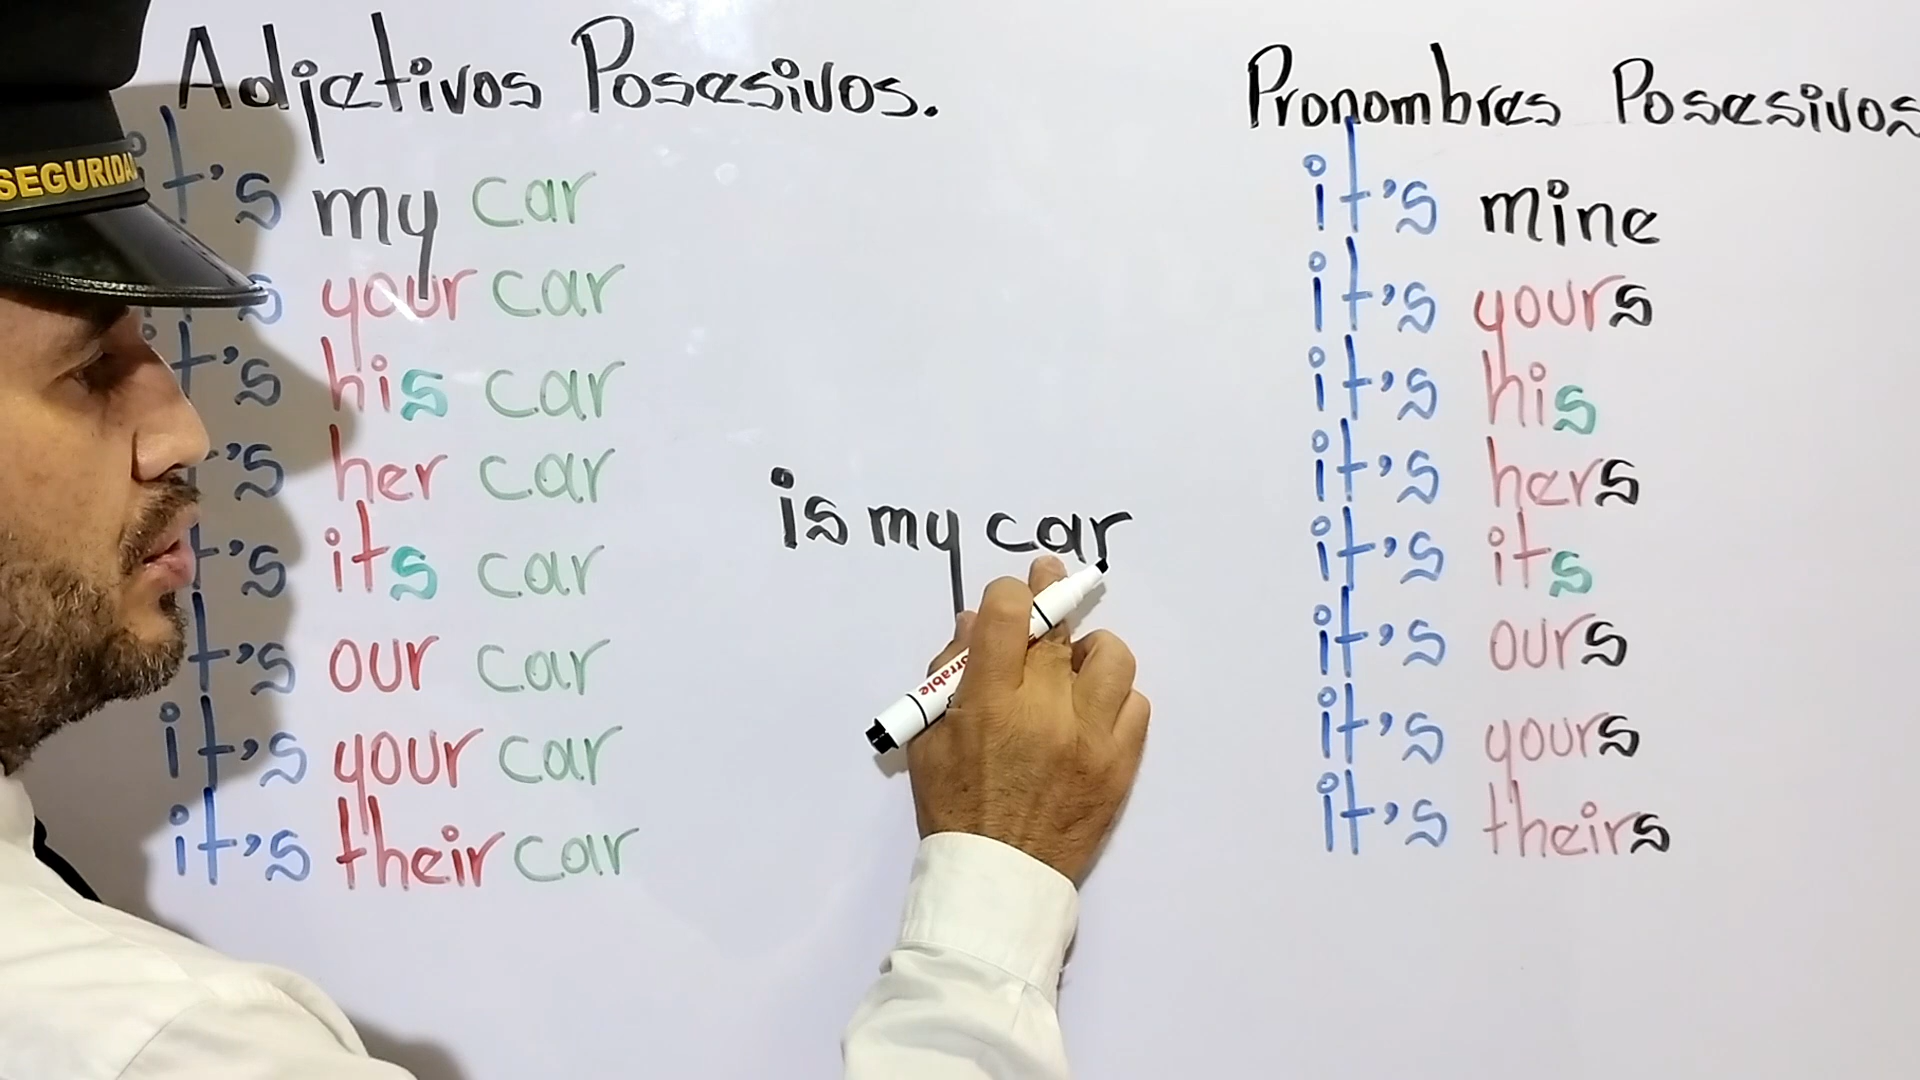 Adjetivos Posesivos.
it's my car
it's your car
it's his car
it's her car
it's its car
it's our car
it's your car
it's their car
is my car
Pronombres Posesivos
it's mine
it's yours
it's his
it's hers
it's its
it's ours
it's yours
it's theirs
SEGURIDA
orrable